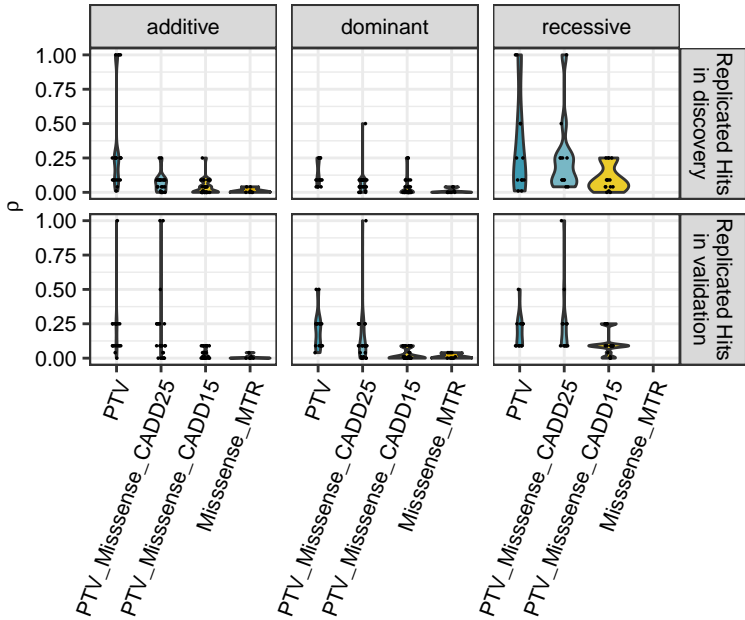 additive
dominant
recessive
1.00
0.75
0.50
0.25
0.00
Replicated Hits
in discovery
ρ
1.00
0.75
0.50
0.25
0.00
Replicated Hits
in validation
PTV
PTV_Misssense_CADD25
PTV_Misssense_CADD15
Misssense_MTR
PTV
PTV_Misssense_CADD25
PTV_Misssense_CADD15
Misssense_MTR
PTV
PTV_Misssense_CADD25
PTV_Misssense_CADD15
Misssense_MTR